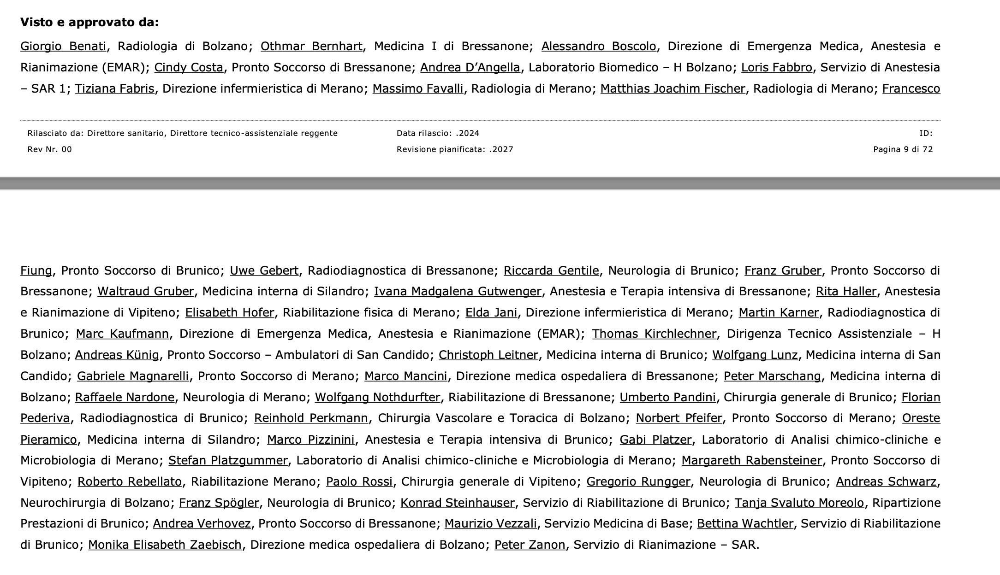 Visto e approvato da:
Giorgio Benati, Radiologia di Bolzano; Othmar Bernhart, Medicina I di Bressanone; Alessandro Boscolo, Direzione di Emergenza Medica, Anestesia e
Rianimazione (EMAR); Cindy Costa, Pronto Soccorso di Bressanone; Andrea D’Angella, Laboratorio Biomedico – H Bolzano; Loris Fabbro, Servizio di Anestesia
– SAR 1; Tiziana Fabris, Direzione infermieristica di Merano; Massimo Favalli, Radiologia di Merano; Matthias Joachim Fischer, Radiologia di Merano; Francesco
Rilasciato da: Direttore sanitario, Direttore tecnico-assistenziale reggente Data rilascio: .2024 ID:
Rev Nr. 00 Revisione pianificata: .2027 Pagina 9 di 72
Fiung, Pronto Soccorso di Brunico; Uwe Gebert, Radiodiagnostica di Bressanone; Riccarda Gentile, Neurologia di Brunico; Franz Gruber, Pronto Soccorso di
Bressanone; Waltraud Gruber, Medicina interna di Silandro; Ivana Madgalena Gutwenger, Anestesia e Terapia intensiva di Bressanone; Rita Haller, Anestesia
e Rianimazione di Vipiteno; Elisabeth Hofer, Riabilitazione fisica di Merano; Elda Jani, Direzione infermieristica di Merano; Martin Karner, Radiodiagnostica di
Brunico; Marc Kaufmann, Direzione di Emergenza Medica, Anestesia e Rianimazione (EMAR); Thomas Kirchlechner, Dirigenza Tecnico Assistenziale – H
Bolzano; Andreas Künig, Pronto Soccorso – Ambulatori di San Candido; Christoph Leitner, Medicina interna di Brunico; Wolfgang Lunz, Medicina interna di San
Candido; Gabriele Magnarelli, Pronto Soccorso di Merano; Marco Mancini, Direzione medica ospedaliera di Bressanone; Peter Marschang, Medicina interna di
Bolzano; Raffaele Nardone, Neurologia di Merano; Wolfgang Nothdurfter, Riabilitazione di Bressanone; Umberto Pandini, Chirurgia generale di Brunico; Florian
Pederiva, Radiodiagnostica di Brunico; Reinhold Perkmann, Chirurgia Vascolare e Toracica di Bolzano; Norbert Pfeifer, Pronto Soccorso di Merano; Oreste
Pieramico, Medicina interna di Silandro; Marco Pizzinini, Anestesia e Terapia intensiva di Brunico; Gabi Platzer, Laboratorio di Analisi chimico-cliniche e
Microbiologia di Merano; Stefan Platzgummer, Laboratorio di Analisi chimico-cliniche e Microbiologia di Merano; Margareth Rabensteiner, Pronto Soccorso di
Vipiteno; Roberto Rebellato, Riabilitazione Merano; Paolo Rossi, Chirurgia generale di Vipiteno; Gregorio Rungger, Neurologia di Brunico; Andreas Schwarz,
Neurochirurgia di Bolzano; Franz Spögler, Neurologia di Brunico; Konrad Steinhauser, Servizio di Riabilitazione di Brunico; Tanja Svaluto Moreolo, Ripartizione
Prestazioni di Brunico; Andrea Verhovez, Pronto Soccorso di Bressanone; Maurizio Vezzali, Servizio Medicina di Base; Bettina Wachtler, Servizio di Riabilitazione
di Brunico; Monika Elisabeth Zaebisch, Direzione medica ospedaliera di Bolzano; Peter Zanon, Servizio di Rianimazione – SAR.